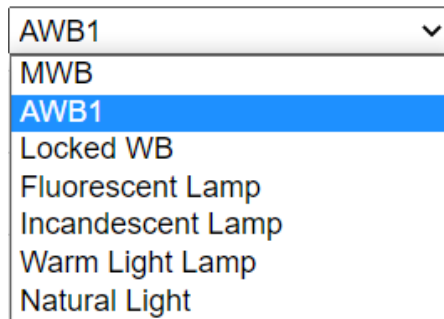 AWB1
MWB
AWB1
Locked WB
Fluorescent Lamp
Incandescent Lamp
Warm Light Lamp
Natural Light